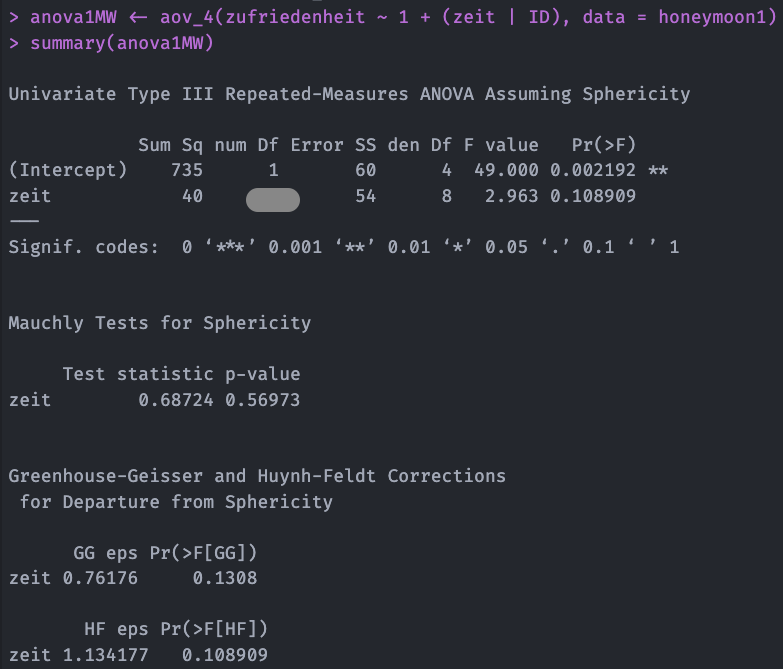 > anova1MW <- aov_4(zufriedenheit ~ 1 + (zeit | ID), data = honeymoon1)
> summary(anova1MW)
Univariate Type III Repeated-Measures ANOVA Assuming Sphericity
Sum Sq num Df Error SS den Df F value Pr(>F)
(Intercept) 735 1 60 4 49.000 0.002192 **
zeit 40 54 8 2.963 0.108909
---
Signif. codes: 0 ‘***’ 0.001 ‘**’ 0.01 ‘*’ 0.05 ‘.’ 0.1 ‘ ’ 1
Mauchly Tests for Sphericity
Test statistic p-value
zeit 0.68724 0.56973
Greenhouse-Geisser and Huynh-Feldt Corrections
for Departure from Sphericity
GG eps Pr(>F[GG])
zeit 0.76176 0.1308
HF eps Pr(>F[HF])
zeit 1.134177 0.108909